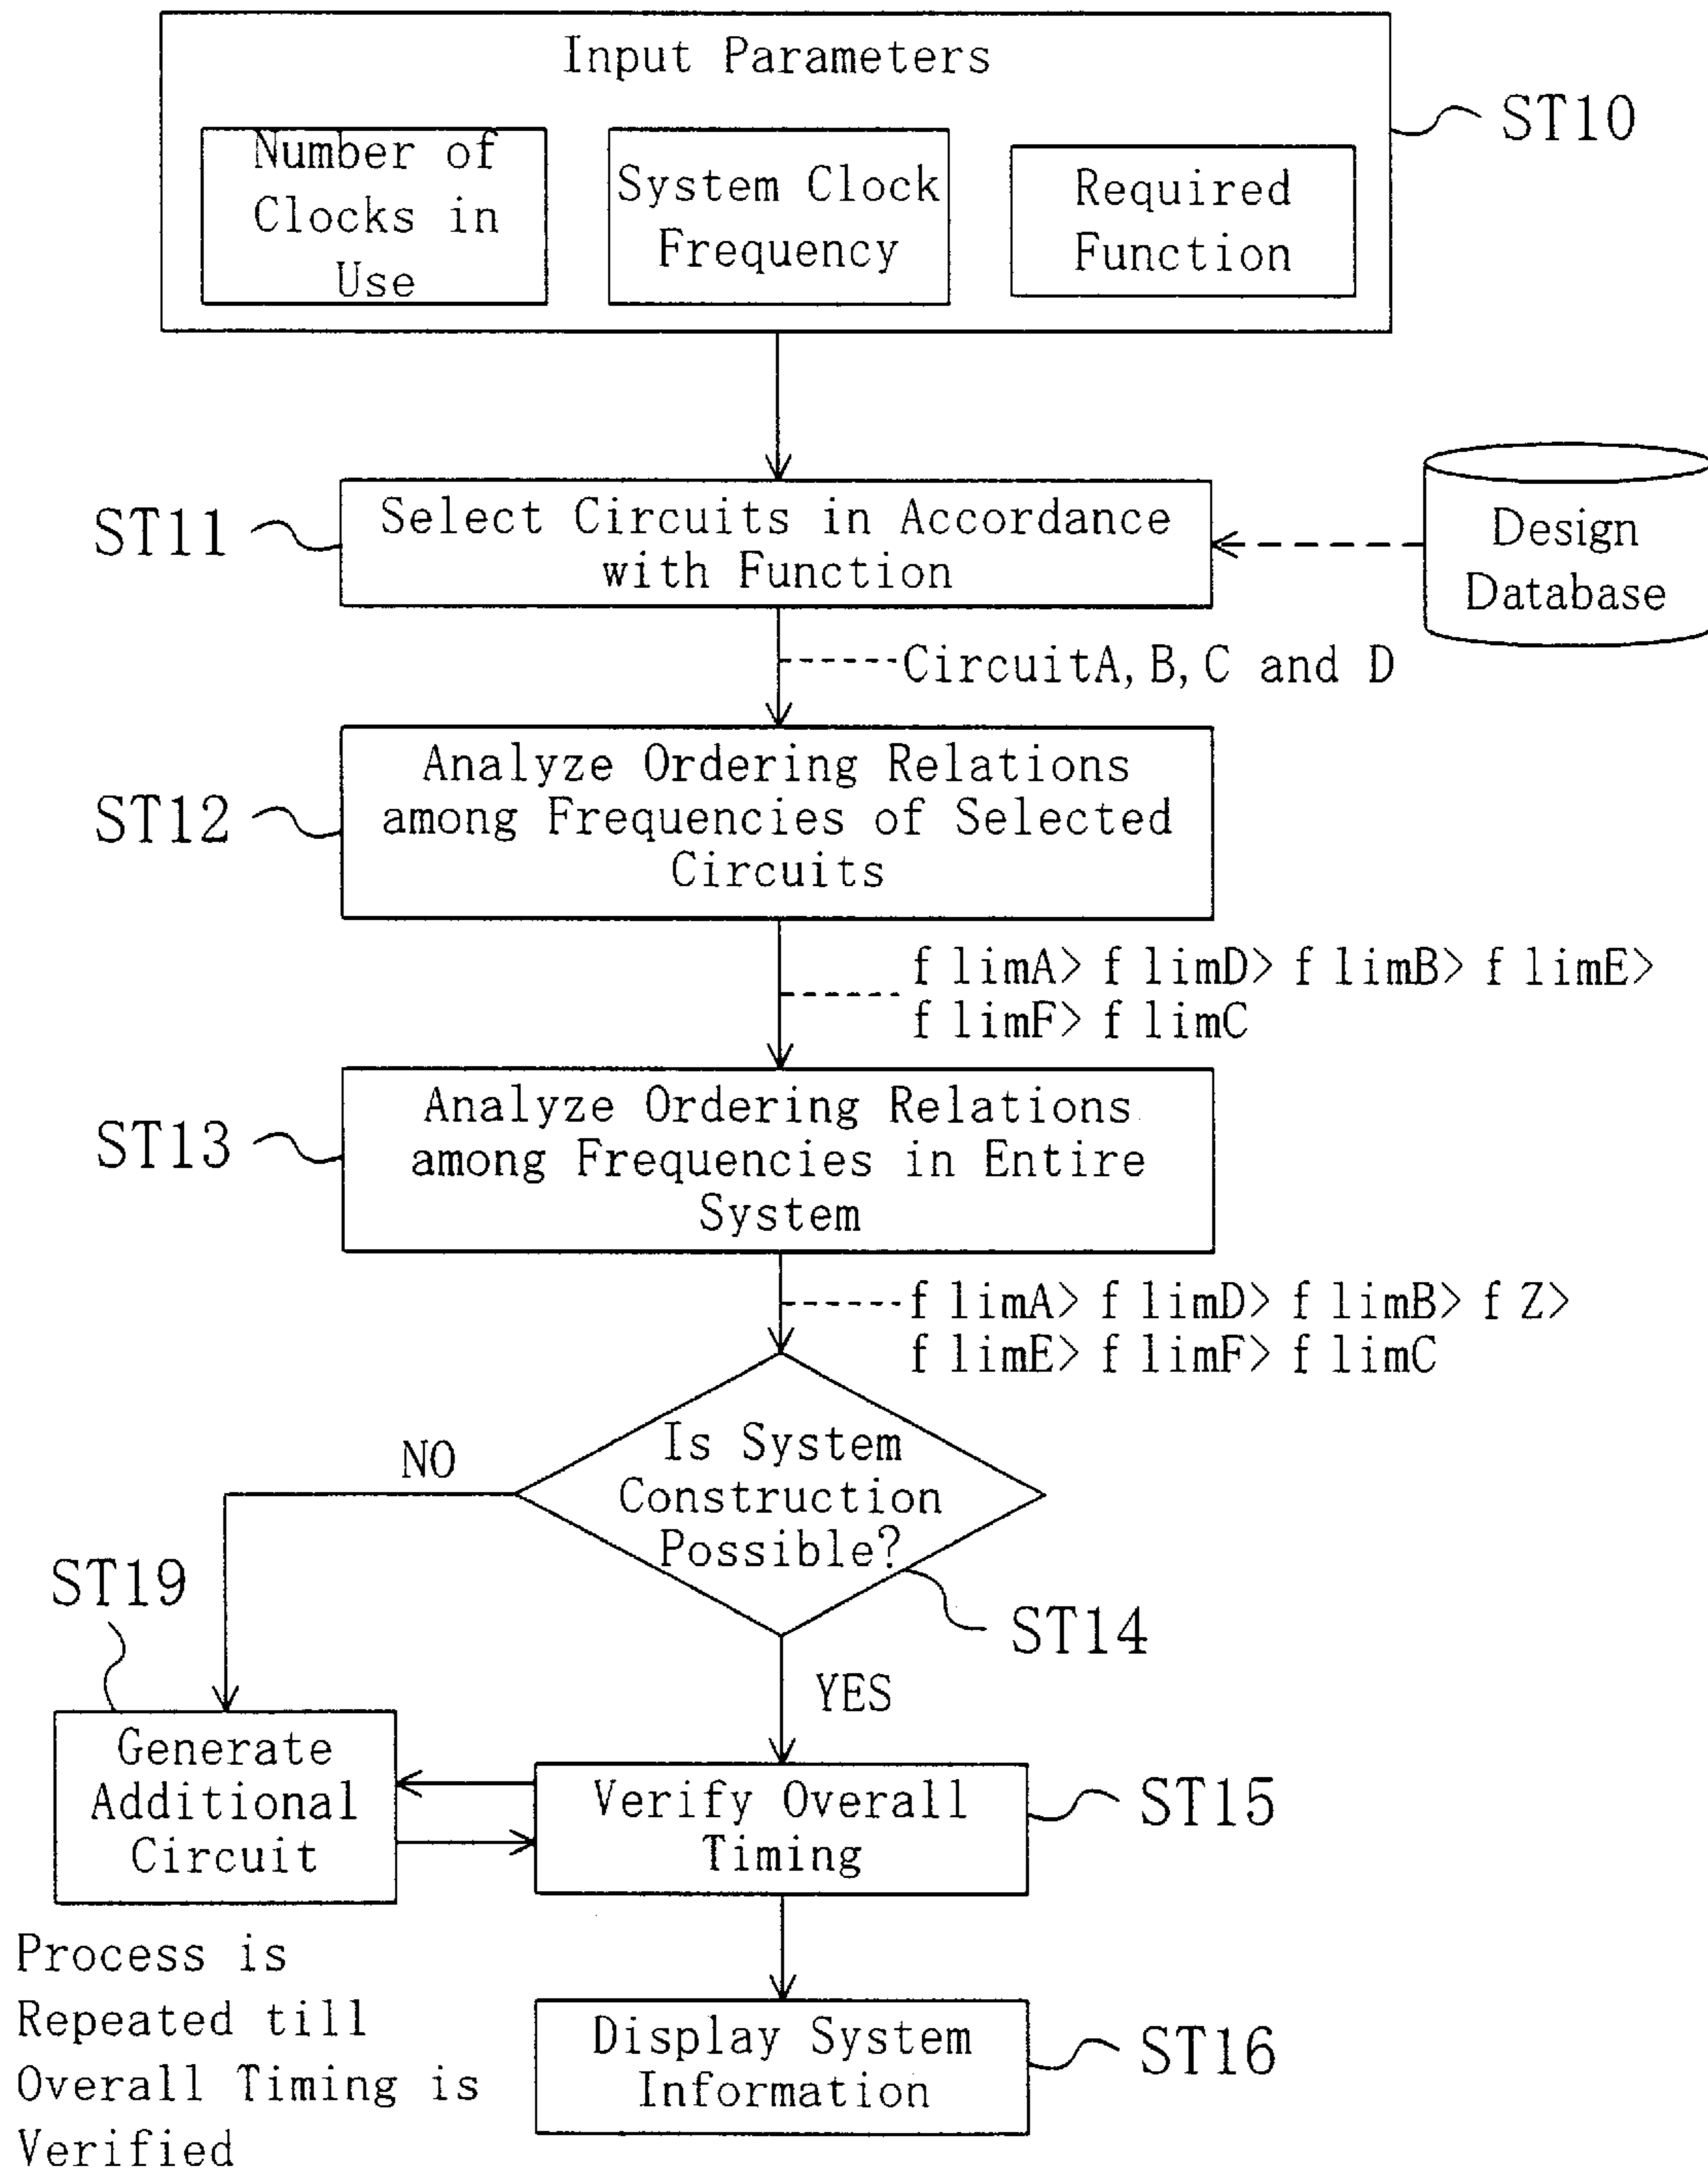 Input Parameters
ST10
Number of
Clocks in
Use
System Clock
Frequency
Required
Function
ST11
Select Circuits in Accordance
with Function
Design
Database
CircuitA, B, C and D
ST12
Analyze Ordering Relations
among Frequencies of Selected
Circuits
f limA> f limD> f limB> f limE>
f limF> f limC
ST13
Analyze Ordering Relations
among Frequencies in Entire
System
f limA> f limD> f limB> f Z>
f limE> f limF> f limC
NO
Is System
Construction
Possible?
ST19
ST14
YES
Generate
Additional
Circuit
Verify Overall
Timing
ST15
Process is
Repeated till
Overall Timing is
Verified
Display System
Information
ST16